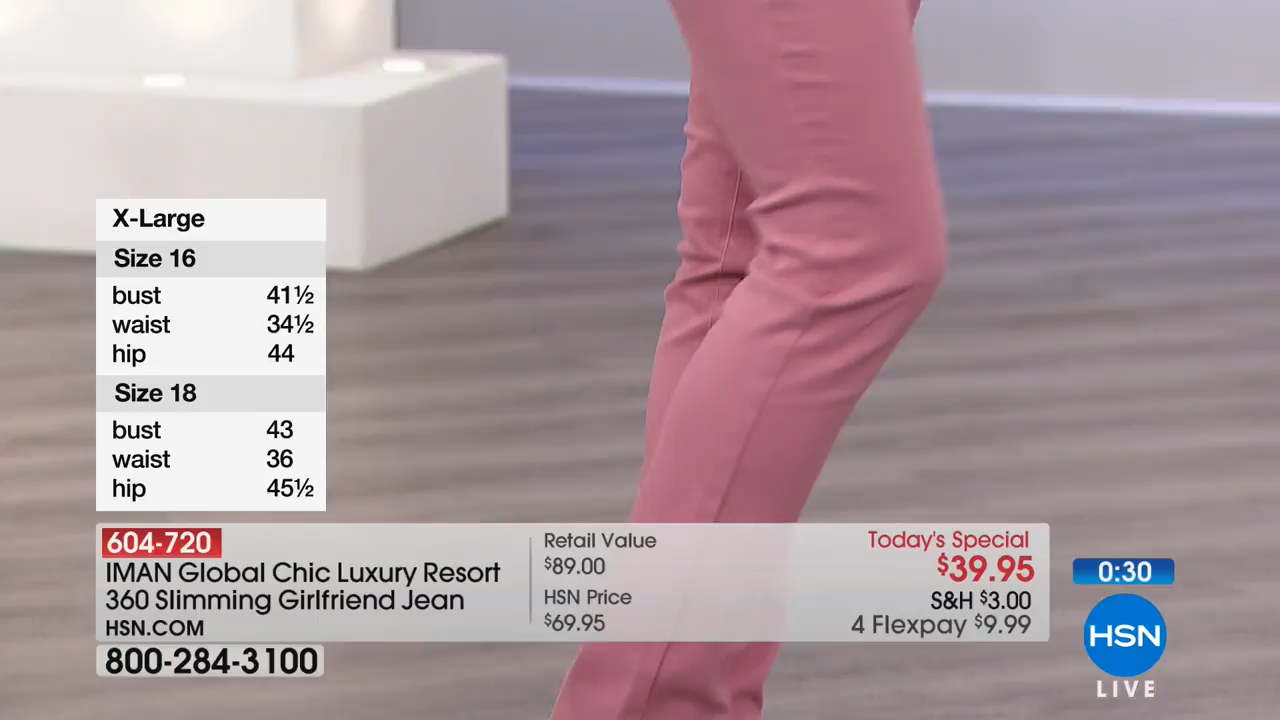 X-Large
Size 16
bust 41½
waist 34½
hip 44
Size 18
bust 43
waist 36
hip 45½
604-720
IMAN Global Chic Luxury Resort
360 Slimming Girlfriend Jean
HSN.COM
800-284-3100
Retail Value
$89.00
HSN Price
$69.95
Today's Special
$39.95
S&H $3.00
4 Flexpay $9.99
0:30
HSN
LIVE